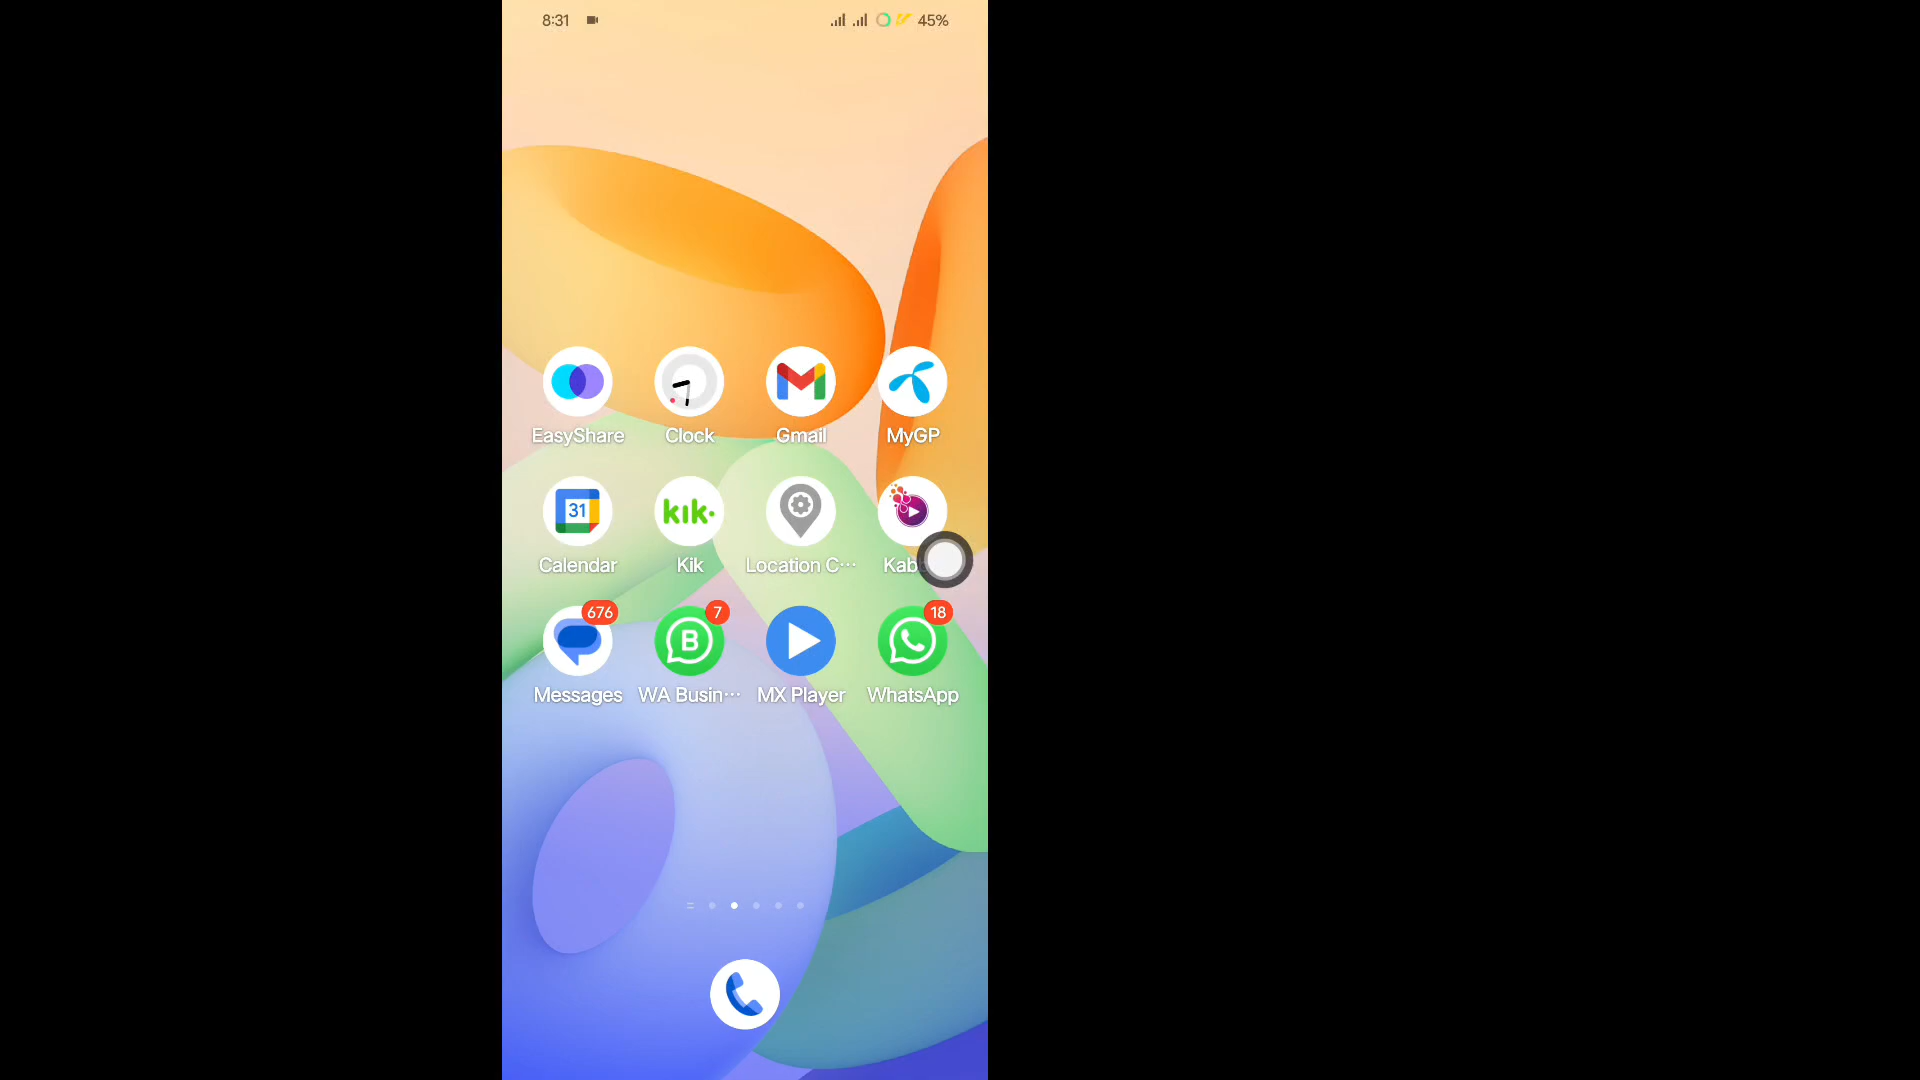 8:31 45%
EasyShare Clock Gmail MyGP
31 kik.
Calendar Kik Location C···
676 7 18
B
Messages WA Busin··· MX Player WhatsApp